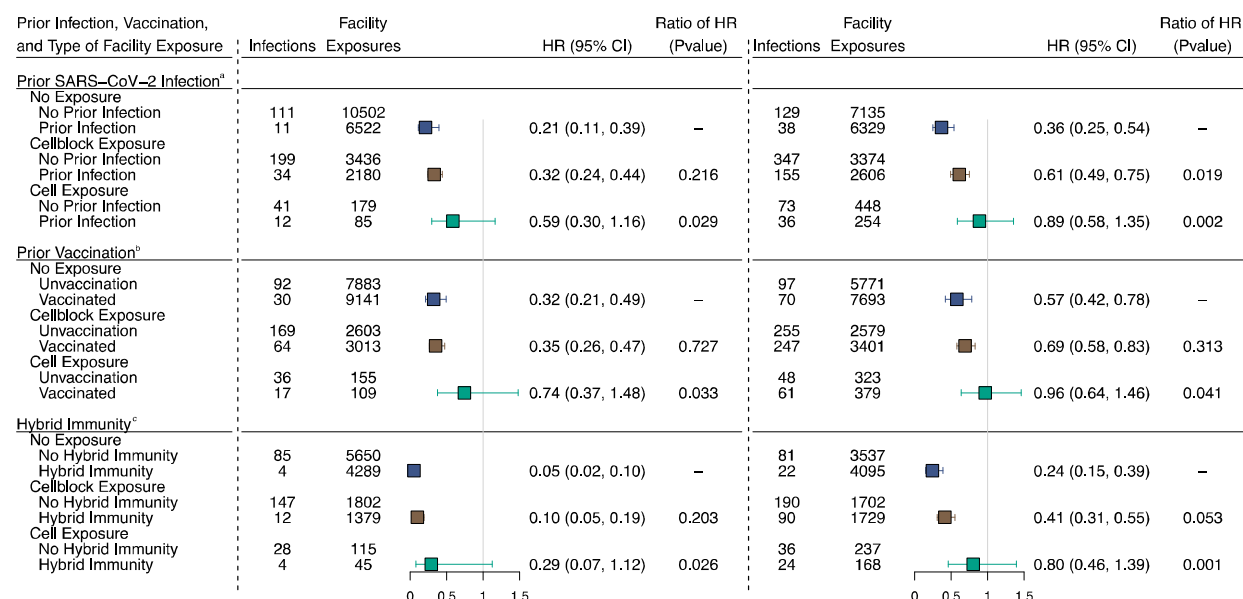 Prior Infection, Vaccination, Facility Ratio of HR Facility Ratio of HR
and Type of Facility Exposure Infections Exposures HR (95% CI) (Pvalue) Infections Exposures HR (95% CI) (Pvalue)
Prior SARS−CoV−2 Infectionᵃ
No Exposure
No Prior Infection 111 10502 129 7135
Prior Infection 11 6522 0.21 (0.11, 0.39) − 38 6329 0.36 (0.25, 0.54) −
Cellblock Exposure
No Prior Infection 199 3436 347 3374
Prior Infection 34 2180 0.32 (0.24, 0.44) 0.216 155 2606 0.61 (0.49, 0.75) 0.019
Cell Exposure
No Prior Infection 41 179 73 448
Prior Infection 12 85 0.59 (0.30, 1.16) 0.029 36 254 0.89 (0.58, 1.35) 0.002
Prior Vaccinationᵇ
No Exposure
Unvaccination 92 7883 97 5771
Vaccinated 30 9141 0.32 (0.21, 0.49) − 70 7693 0.57 (0.42, 0.78) −
Cellblock Exposure
Unvaccination 169 2603 255 2579
Vaccinated 64 3013 0.35 (0.26, 0.47) 0.727 247 3401 0.69 (0.58, 0.83) 0.313
Cell Exposure
Unvaccination 36 155 48 323
Vaccinated 17 109 0.74 (0.37, 1.48) 0.033 61 379 0.96 (0.64, 1.46) 0.041
Hybrid Immunityᶜ
No Exposure
No Hybrid Immunity 85 5650 81 3537
Hybrid Immunity 4 4289 0.05 (0.02, 0.10) − 22 4095 0.24 (0.15, 0.39) −
Cellblock Exposure
No Hybrid Immunity 147 1802 190 1702
Hybrid Immunity 12 1379 0.10 (0.05, 0.19) 0.203 90 1729 0.41 (0.31, 0.55) 0.053
Cell Exposure
No Hybrid Immunity 28 115 36 237
Hybrid Immunity 4 45 0.29 (0.07, 1.12) 0.026 24 168 0.80 (0.46, 1.39) 0.001
0 0.5 1 1.5 0 0.5 1 1.5